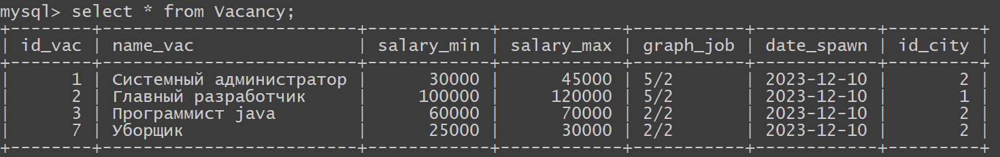 mysql> select * from Vacancy;
+--------+-------------------------+------------+------------+-----------+------------+---------+
| id_vac | name_vac                | salary_min | salary_max | graph_job | date_spawn | id_city |
+--------+-------------------------+------------+------------+-----------+------------+---------+
|      1 | Системный администратор |      30000 |      45000 | 5/2       | 2023-12-10 |       2 |
|      2 | Главный разработчик     |     100000 |     120000 | 5/2       | 2023-12-10 |       1 |
|      3 | Программист java        |      60000 |      70000 | 2/2       | 2023-12-10 |       2 |
|      7 | Уборщик                 |      25000 |      30000 | 2/2       | 2023-12-10 |       2 |
+--------+-------------------------+------------+------------+-----------+------------+---------+